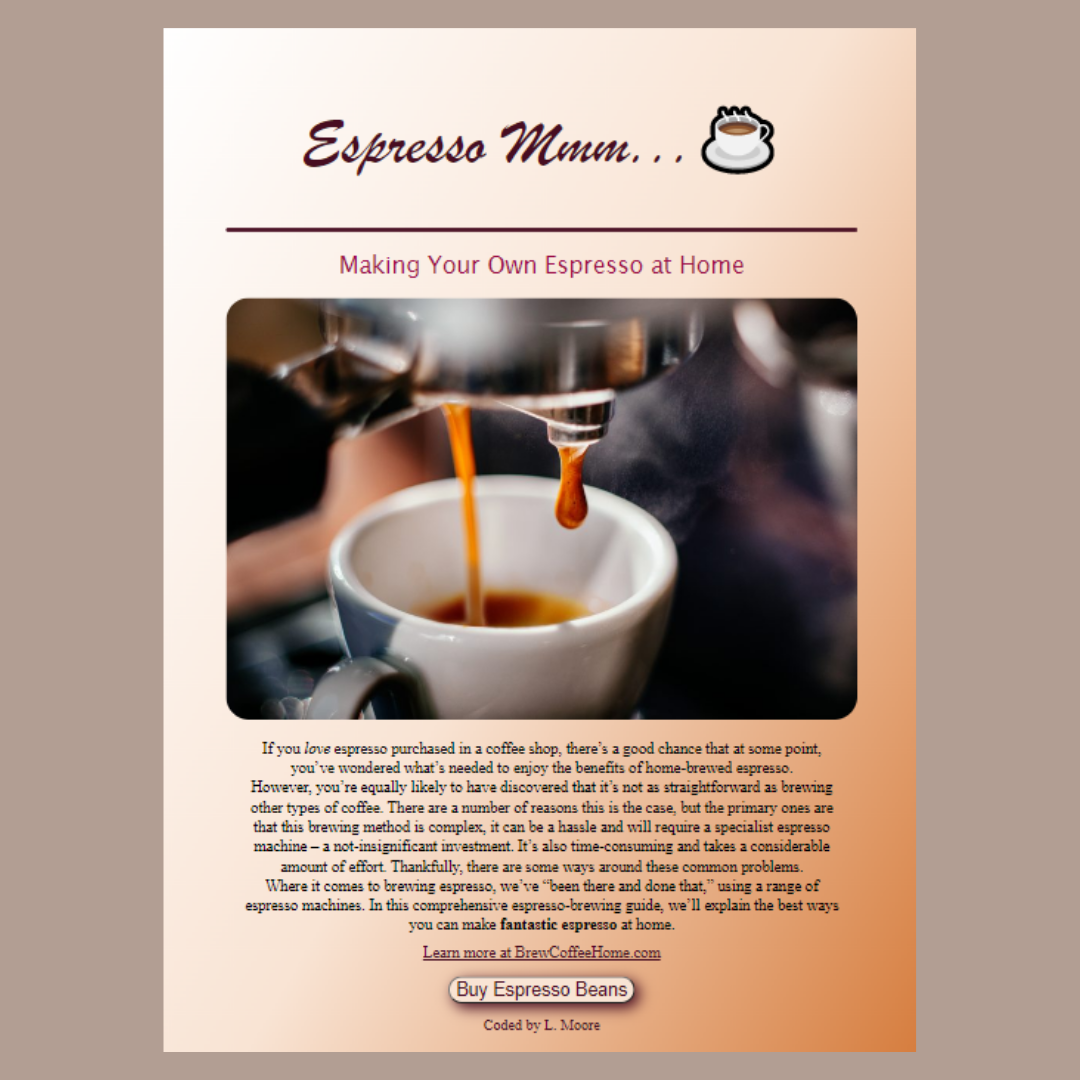 Espresso Mmm...
Making Your Own Espresso at Home
If you love espresso purchased in a coffee shop, there’s a good chance that at some point,
you’ve wondered what’s needed to enjoy the benefits of home-brewed espresso.
However, you’re equally likely to have discovered that it’s not as straightforward as brewing
other types of coffee. There are a number of reasons this is the case, but the primary ones are
that this brewing method is complex, it can be a hassle and will require a specialist espresso
machine – a not-insignificant investment. It’s also time-consuming and takes a considerable
amount of effort. Thankfully, there are some ways around these common problems.
Where it comes to brewing espresso, we’ve “been there and done that,” using a range of
espresso machines. In this comprehensive espresso-brewing guide, we’ll explain the best ways
you can make fantastic espresso at home.
Learn more at BrewCoffeeHome.com
Buy Espresso Beans
Coded by L. Moore